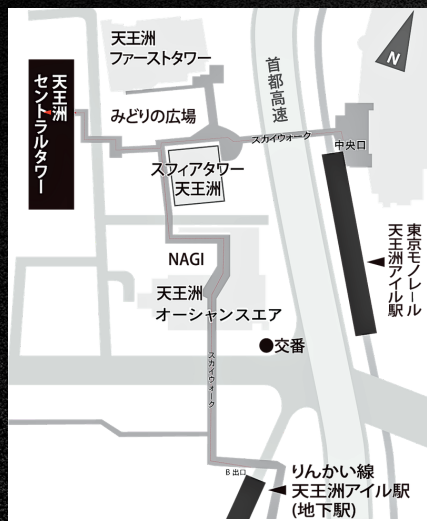 天王洲
ファーストタワー
首都高速
N
天王洲
セントラルタワー
みどりの広場
スカイウォーク
中央口
スフィアタワー
天王洲
東京モノレール
天王洲アイル駅
NAGI
天王洲
オーシャンスエア
交番
スカイウォーク
B 出口
りんかい線
天王洲アイル駅
(地下駅)